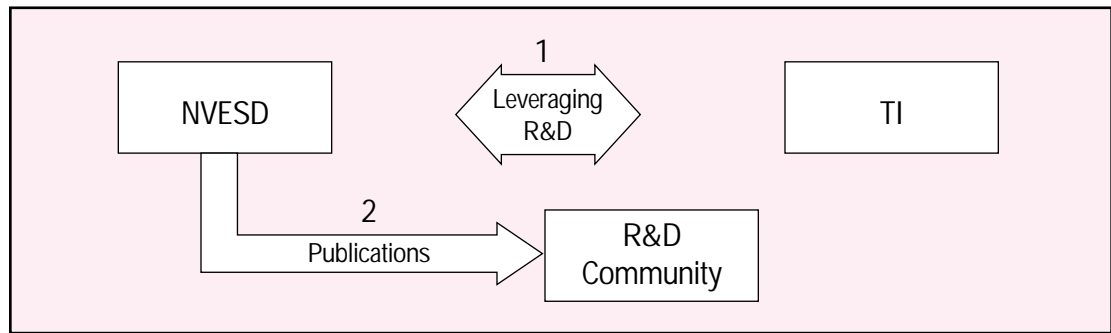 1
NVESD
Leveraging
R&D
TI
2
Publications
R&D
Community